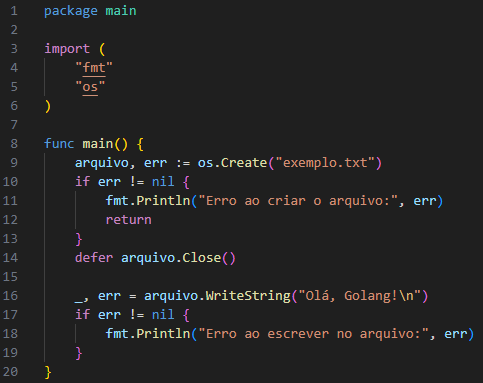 1 package main
2
3 import (
4     "fmt"
5     "os"
6 )
7
8 func main() {
9     arquivo, err := os.Create("exemplo.txt")
10     if err != nil {
11         fmt.Println("Erro ao criar o arquivo:", err)
12         return
13     }
14     defer arquivo.Close()
15
16     _, err = arquivo.WriteString("Olá, Golang!\n")
17     if err != nil {
18         fmt.Println("Erro ao escrever no arquivo:", err)
19     }
20 }